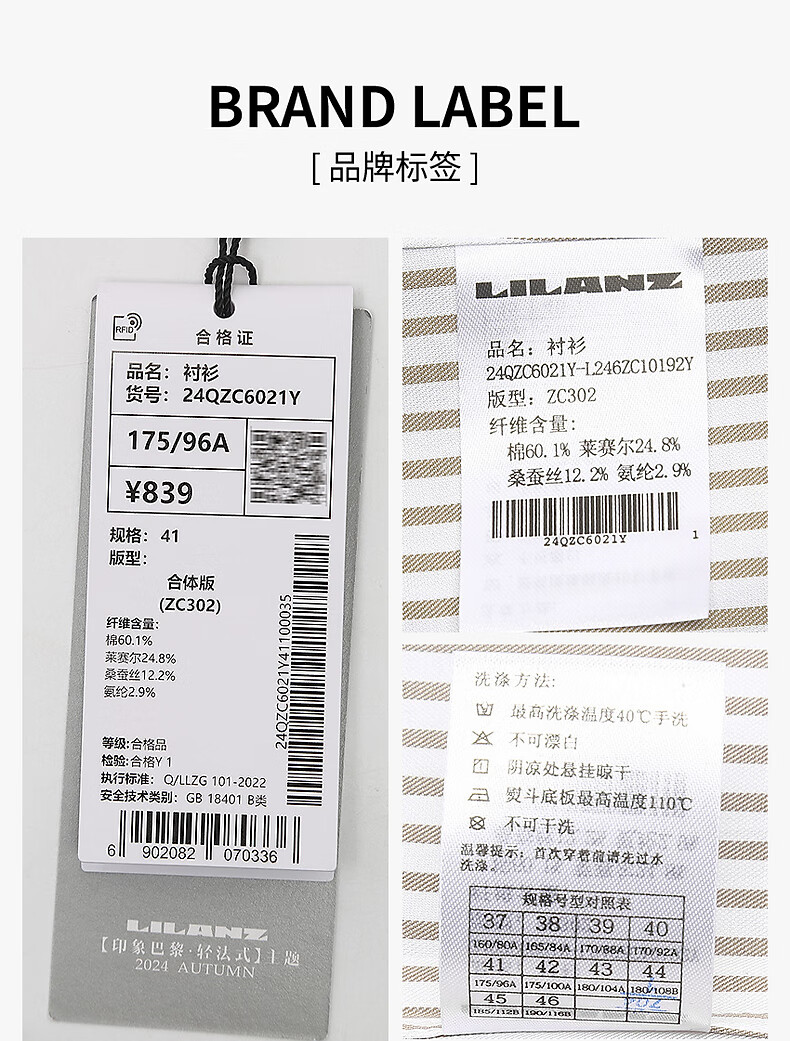 BRAND LABEL
[ 品牌标签 ]
RFID
合格证
品名：衬衫
货号：24QZC6021Y
175/96A
¥839
规格：41
版型：
合体版
(ZC302)
纤维含量：
棉60.1%
莱赛尔24.8%
桑蚕丝12.2%
氨纶2.9%
24QZC6021Y41100035
等级:合格品
检验:合格Y 1
执行标准：Q/LLZG 101-2022
安全技术类别：GB 18401 B类
6 902082 070336
LILANZ
【印象巴黎·轻法式】主题
2024 AUTUMN
LILANZ
品名：衬衫
24QZC6021Y-L246ZC10192Y
版型：ZC302
纤维含量：
棉60.1% 莱赛尔24.8%
桑蚕丝12.2% 氨纶2.9%
24QZC6021Y 1
洗涤方法:
最高洗涤温度40℃手洗
不可漂白
阴凉处悬挂晾干
熨斗底板最高温度110℃
不可干洗
温馨提示：首次穿着前请先过水
洗涤
规格号型对照表
37 38 39 40
160/80A 165/84A 170/88A 170/92A
41 42 43 44
175/96A 175/100A 180/104A 180/108B
45 46
185/112B 190/116B